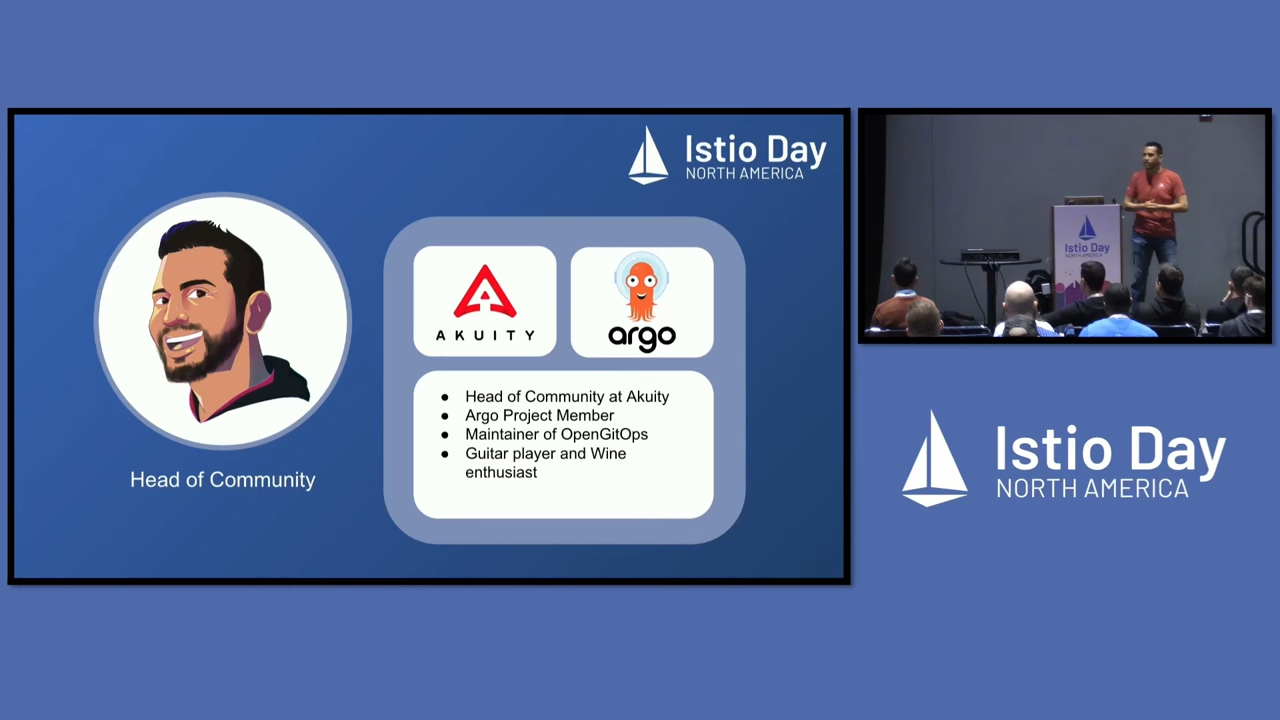 Istio Day
NORTH AMERICA
AKUITY
argo
● Head of Community at Akuity
● Argo Project Member
● Maintainer of OpenGitOps
● Guitar player and Wine
enthusiast
Head of Community
Istio Day
NORTH AMERICA
Istio Day
NORTH AMERICA